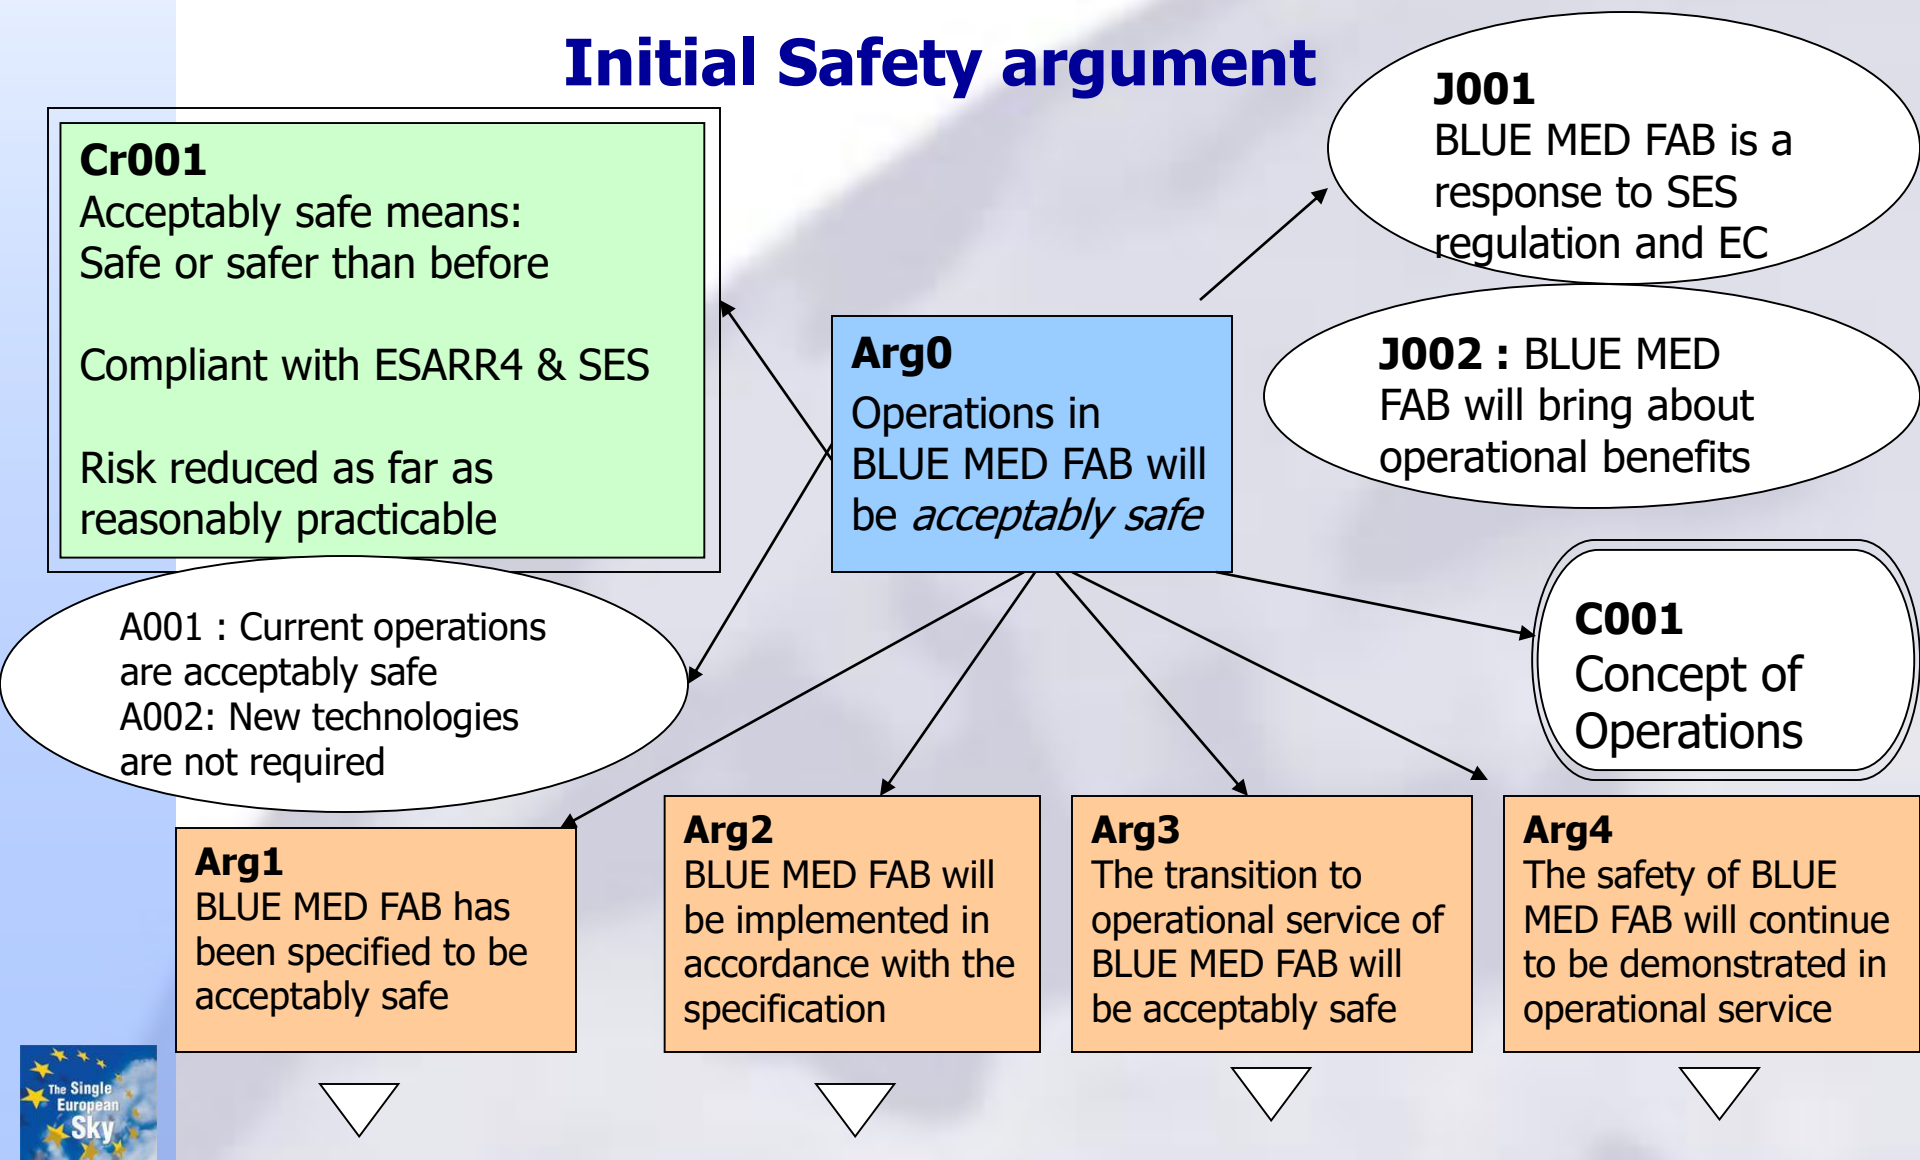 Initial Safety argument
Cr001
Acceptably safe means:
Safe or safer than before
Compliant with ESARR4 & SES
Risk reduced as far as
reasonably practicable
J001
BLUE MED FAB is a
response to SES
regulation and EC
Arg0
Operations in
BLUE MED FAB will
be acceptably safe
J002 : BLUE MED
FAB will bring about
operational benefits
A001 : Current operations
are acceptably safe
A002: New technologies
are not required
C001
Concept of
Operations
Arg1
BLUE MED FAB has
been specified to be
acceptably safe
Arg2
BLUE MED FAB will
be implemented in
accordance with the
specification
Arg3
The transition to
operational service of
BLUE MED FAB will
be acceptably safe
Arg4
The safety of BLUE
MED FAB will continue
to be demonstrated in
operational service
The Single
European
Sky